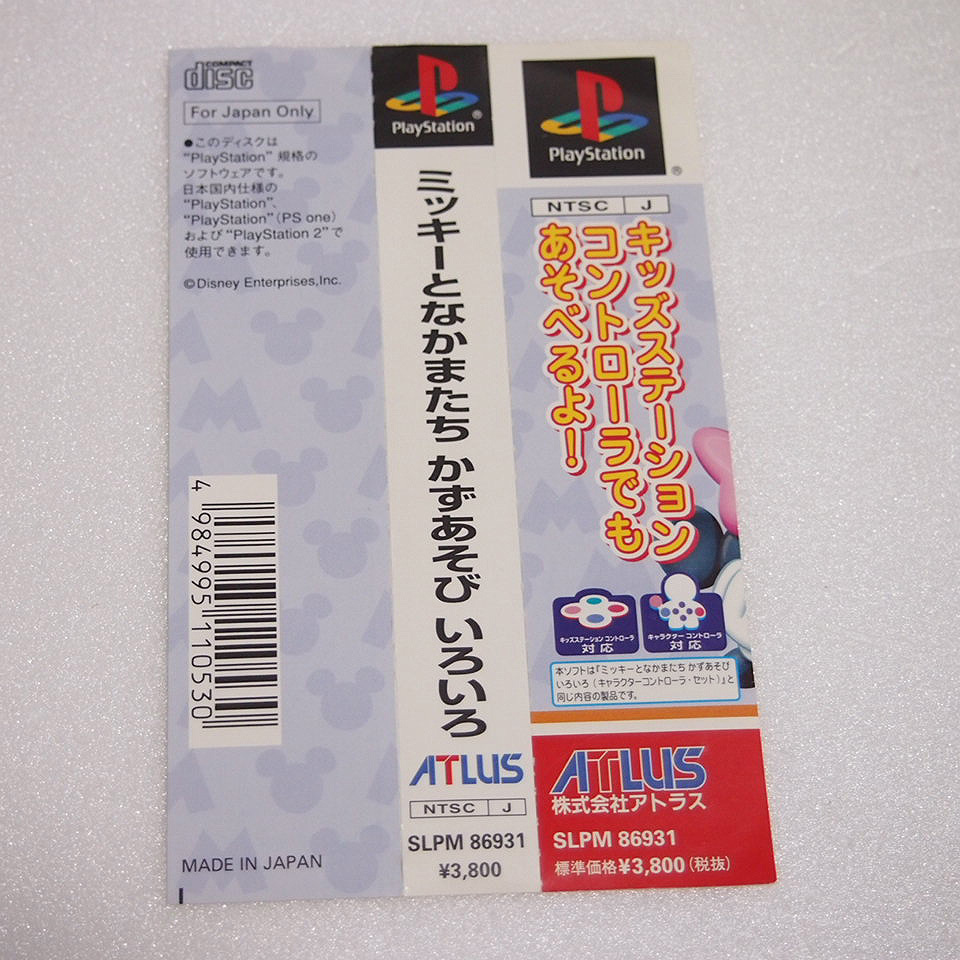 COMPACT
disc
For Japan Only
●このディスクは
“PlayStation” 規格の
ソフトウェアです。
日本国内仕様の
“PlayStation”、
“PlayStation”(PS one)
および“PlayStation 2”で
使用できます。
©Disney Enterprises,Inc.
4 984995 110530
MADE IN JAPAN
PlayStation®
ミッキーとなかまたち かずあそび いろいろ
ATLUS
NTSC J
SLPM 86931
¥3,800
PlayStation
®
NTSC J
キッズステーション
コントローラでも
あそべるよ!
キッズステーション コントローラ
対応
キャラクター コントローラ
対応
本ソフトは『ミッキーとなかまたち かずあそび
いろいろ(キャラクターコントローラ・セット)』と
同じ内容の製品です。
ATLUS
株式会社アトラス
SLPM 86931
標準価格¥3,800(税抜)